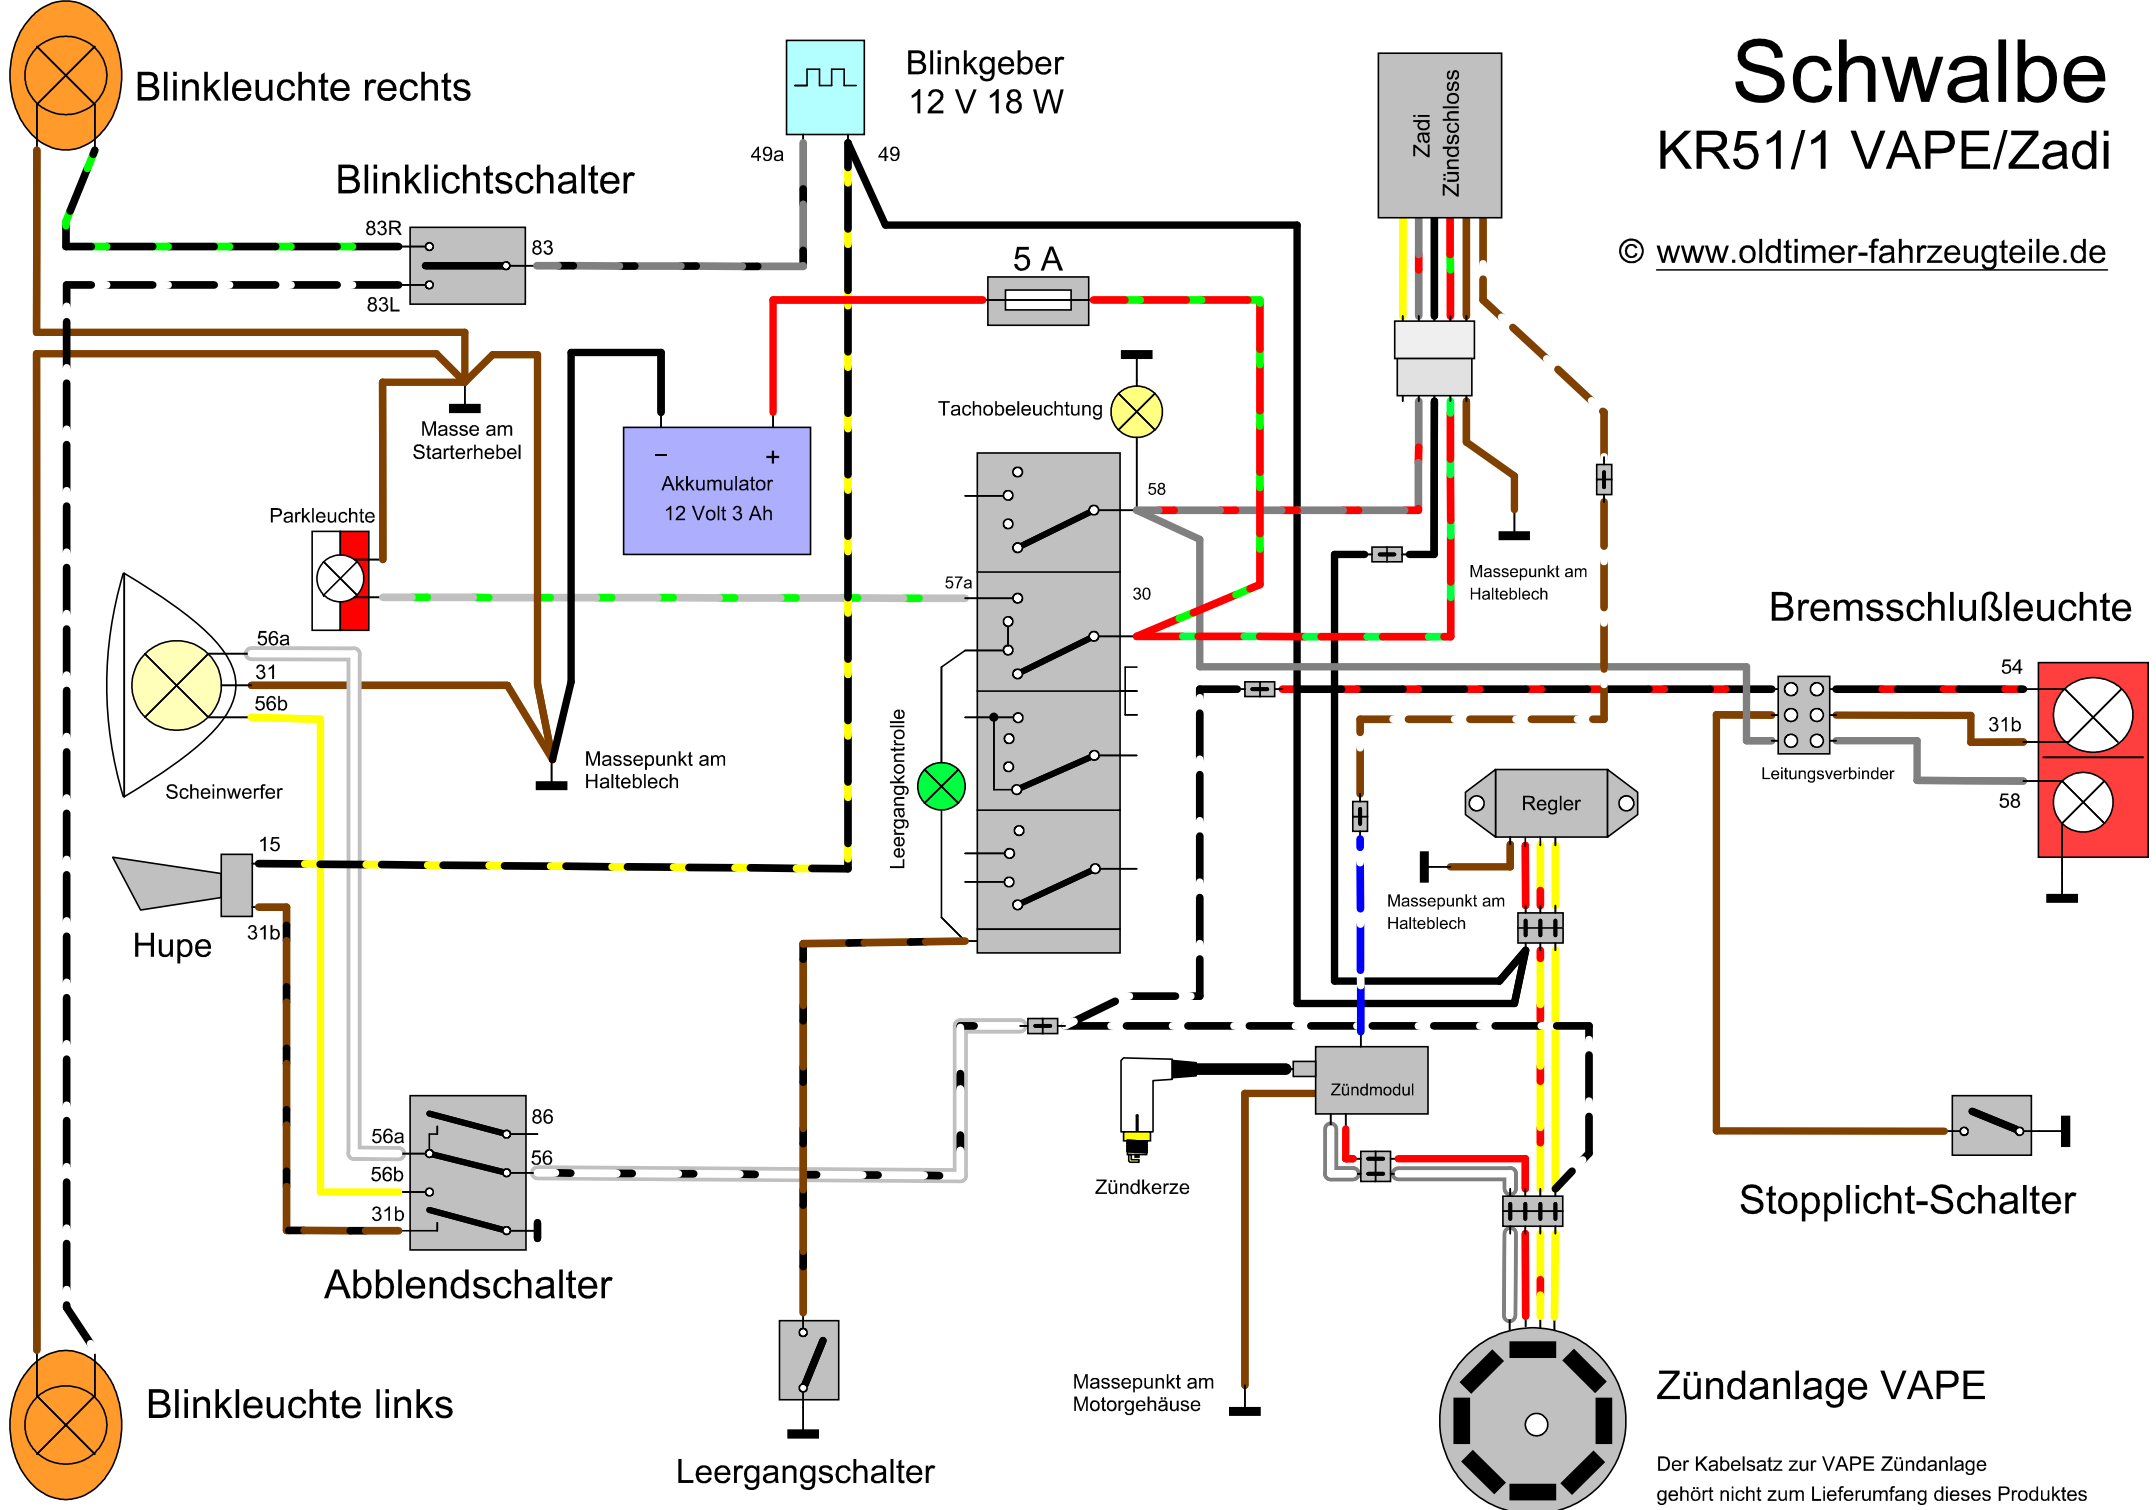 Schwalbe
KR51/1 VAPE/Zadi
© www.oldtimer-fahrzeugteile.de
Blinkleuchte rechts
Blinkgeber
12 V 18 W
49a
49
Zadi
Zündschloss
Blinklichtschalter
83R
83
83L
5 A
Masse am
Starterhebel
Tachobeleuchtung
−
+
Akkumulator
12 Volt 3 Ah
58
Parkleuchte
57a
30
Massepunkt am
Halteblech
Bremsschlußleuchte
56a
31
56b
Scheinwerfer
54
31b
58
Leitungsverbinder
Massepunkt am
Halteblech
Leergangkontrolle
Regler
15
31b
Hupe
Massepunkt am
Halteblech
Zündmodul
86
56a
56
56b
31b
Zündkerze
Abblendschalter
Stopplicht-Schalter
Massepunkt am
Motorgehäuse
Blinkleuchte links
Leergangschalter
Zündanlage VAPE
Der Kabelsatz zur VAPE Zündanlage
gehört nicht zum Lieferumfang dieses Produktes